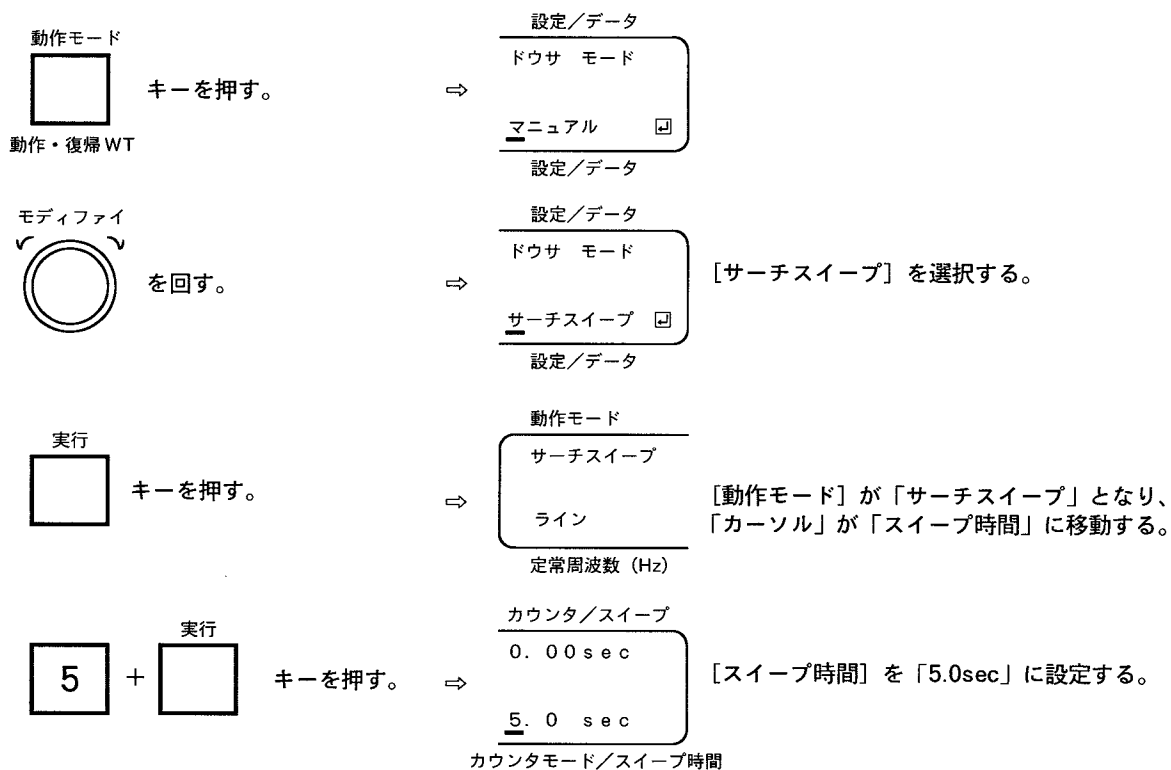 動作モード
キーを押す。
動作・復帰WT
⇨
設定／データ
ドウサ モード
マニュアル ↵
設定／データ
モディファイ
を回す。
⇨
設定／データ
ドウサ モード
サーチスイープ ↵
設定／データ
［サーチスイープ］を選択する。
実行
キーを押す。
⇨
動作モード
サーチスイープ
ライン
定常周波数（Hz）
［動作モード］が「サーチスイープ」となり、
「カーソル」が「スイープ時間」に移動する。
実行
5 + キーを押す。
⇨
カウンタ／スイープ
0. 00sec
5. 0 sec
カウンタモード／スイープ時間
［スイープ時間］を「5.0sec」に設定する。